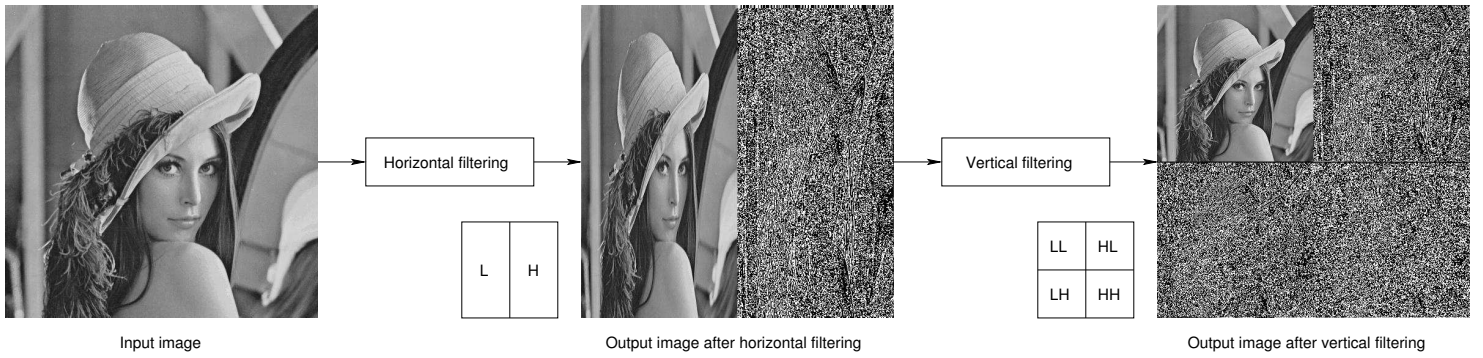 Horizontal filtering
Vertical filtering
L H
LL HL
LH HH
Input image
Output image after horizontal filtering
Output image after vertical filtering